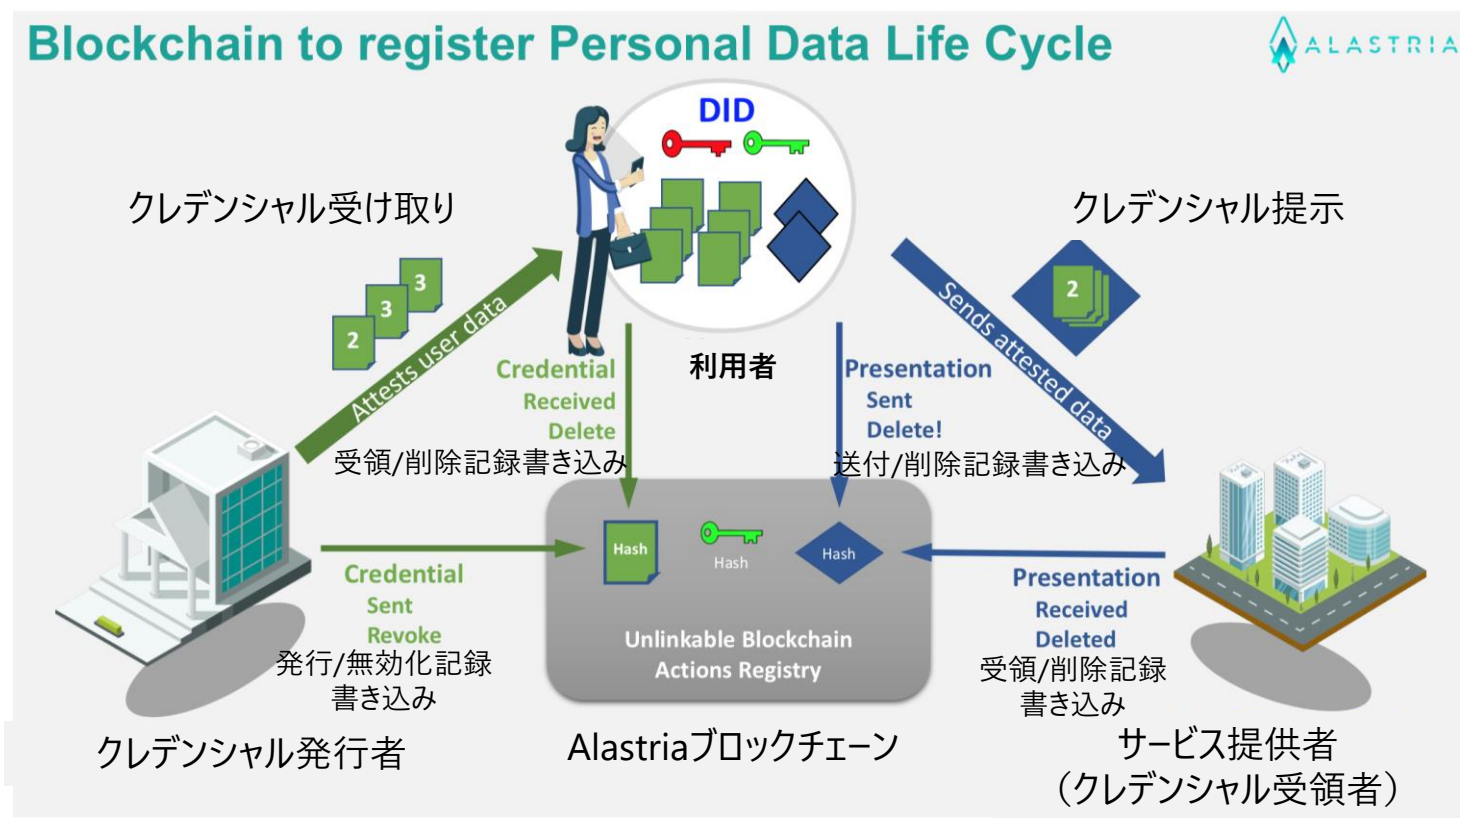 Blockchain to register Personal Data Life Cycle
ALASTRIA
DID
クレデンシャル受け取り
クレデンシャル提示
3
3
2
2
Attests user data
Sends attested data
利用者
Credential
Received
Delete
受領/削除記録書き込み
Presentation
Sent
Delete!
送付/削除記録書き込み
Hash
Hash
Hash
Unlinkable Blockchain
Actions Registry
Credential
Sent
Revoke
発行/無効化記録
書き込み
Presentation
Received
Deleted
受領/削除記録
書き込み
クレデンシャル発行者
Alastriaブロックチェーン
サービス提供者
（クレデンシャル受領者）